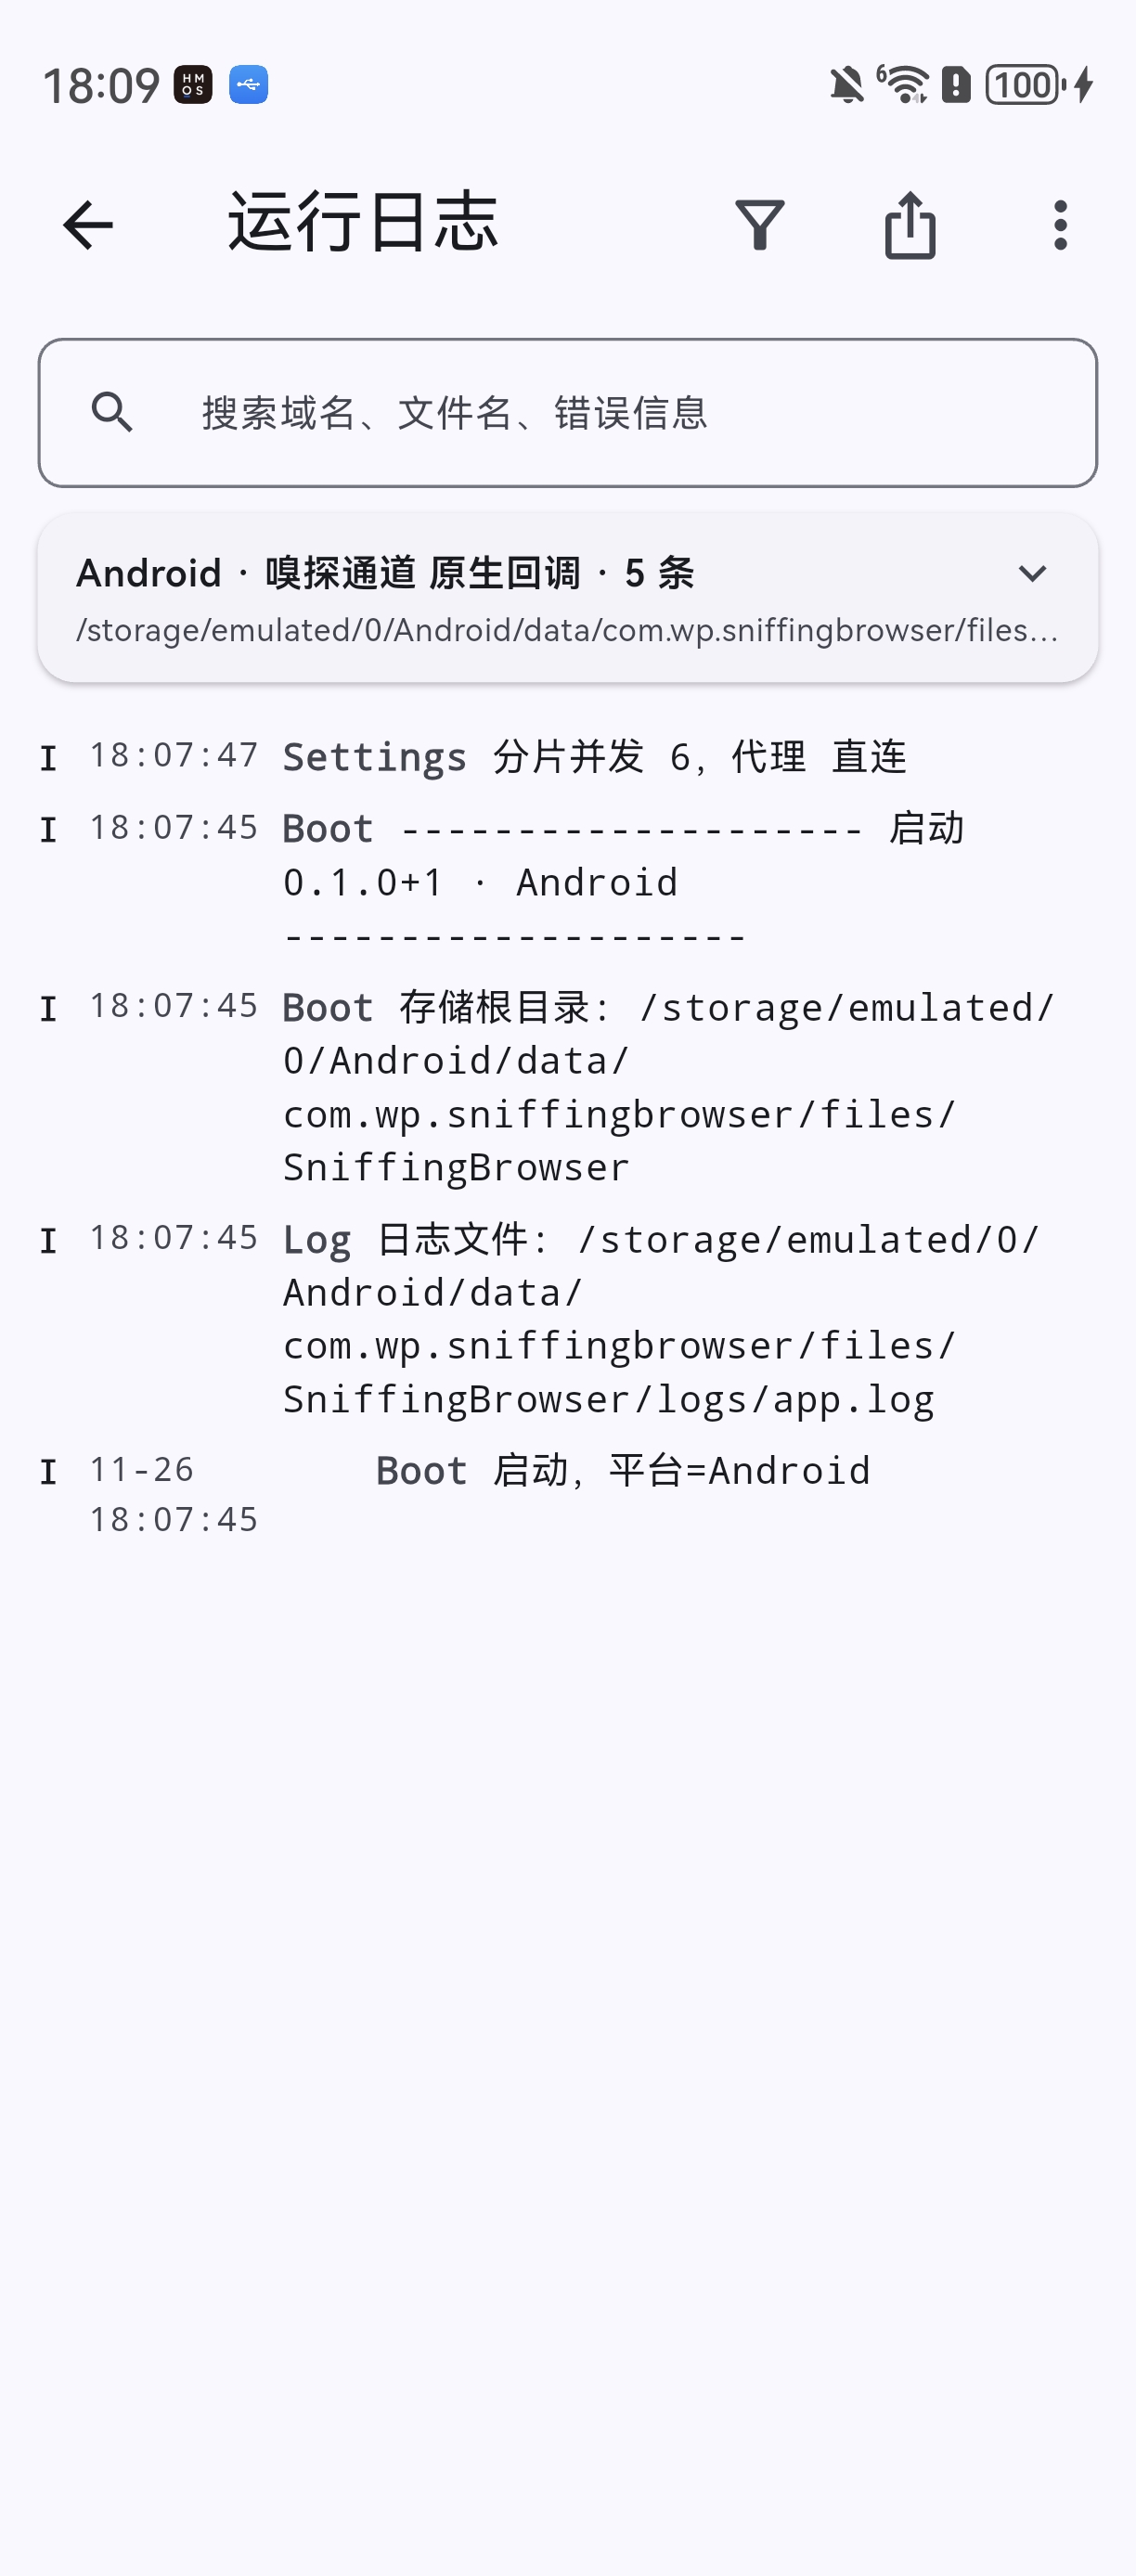 18:09 HM OS 6 100
运行日志
搜索域名、文件名、错误信息
Android · 嗅探通道 原生回调 · 5 条
/storage/emulated/0/Android/data/com.wp.sniffingbrowser/files...
I 18:07:47 Settings 分片并发 6, 代理 直连
I 18:07:45 Boot -------------------- 启动
0.1.0+1 · Android
--------------------
I 18:07:45 Boot 存储根目录: /storage/emulated/
0/Android/data/
com.wp.sniffingbrowser/files/
SniffingBrowser
I 18:07:45 Log 日志文件: /storage/emulated/0/
Android/data/
com.wp.sniffingbrowser/files/
SniffingBrowser/logs/app.log
I 11-26 Boot 启动, 平台=Android
18:07:45